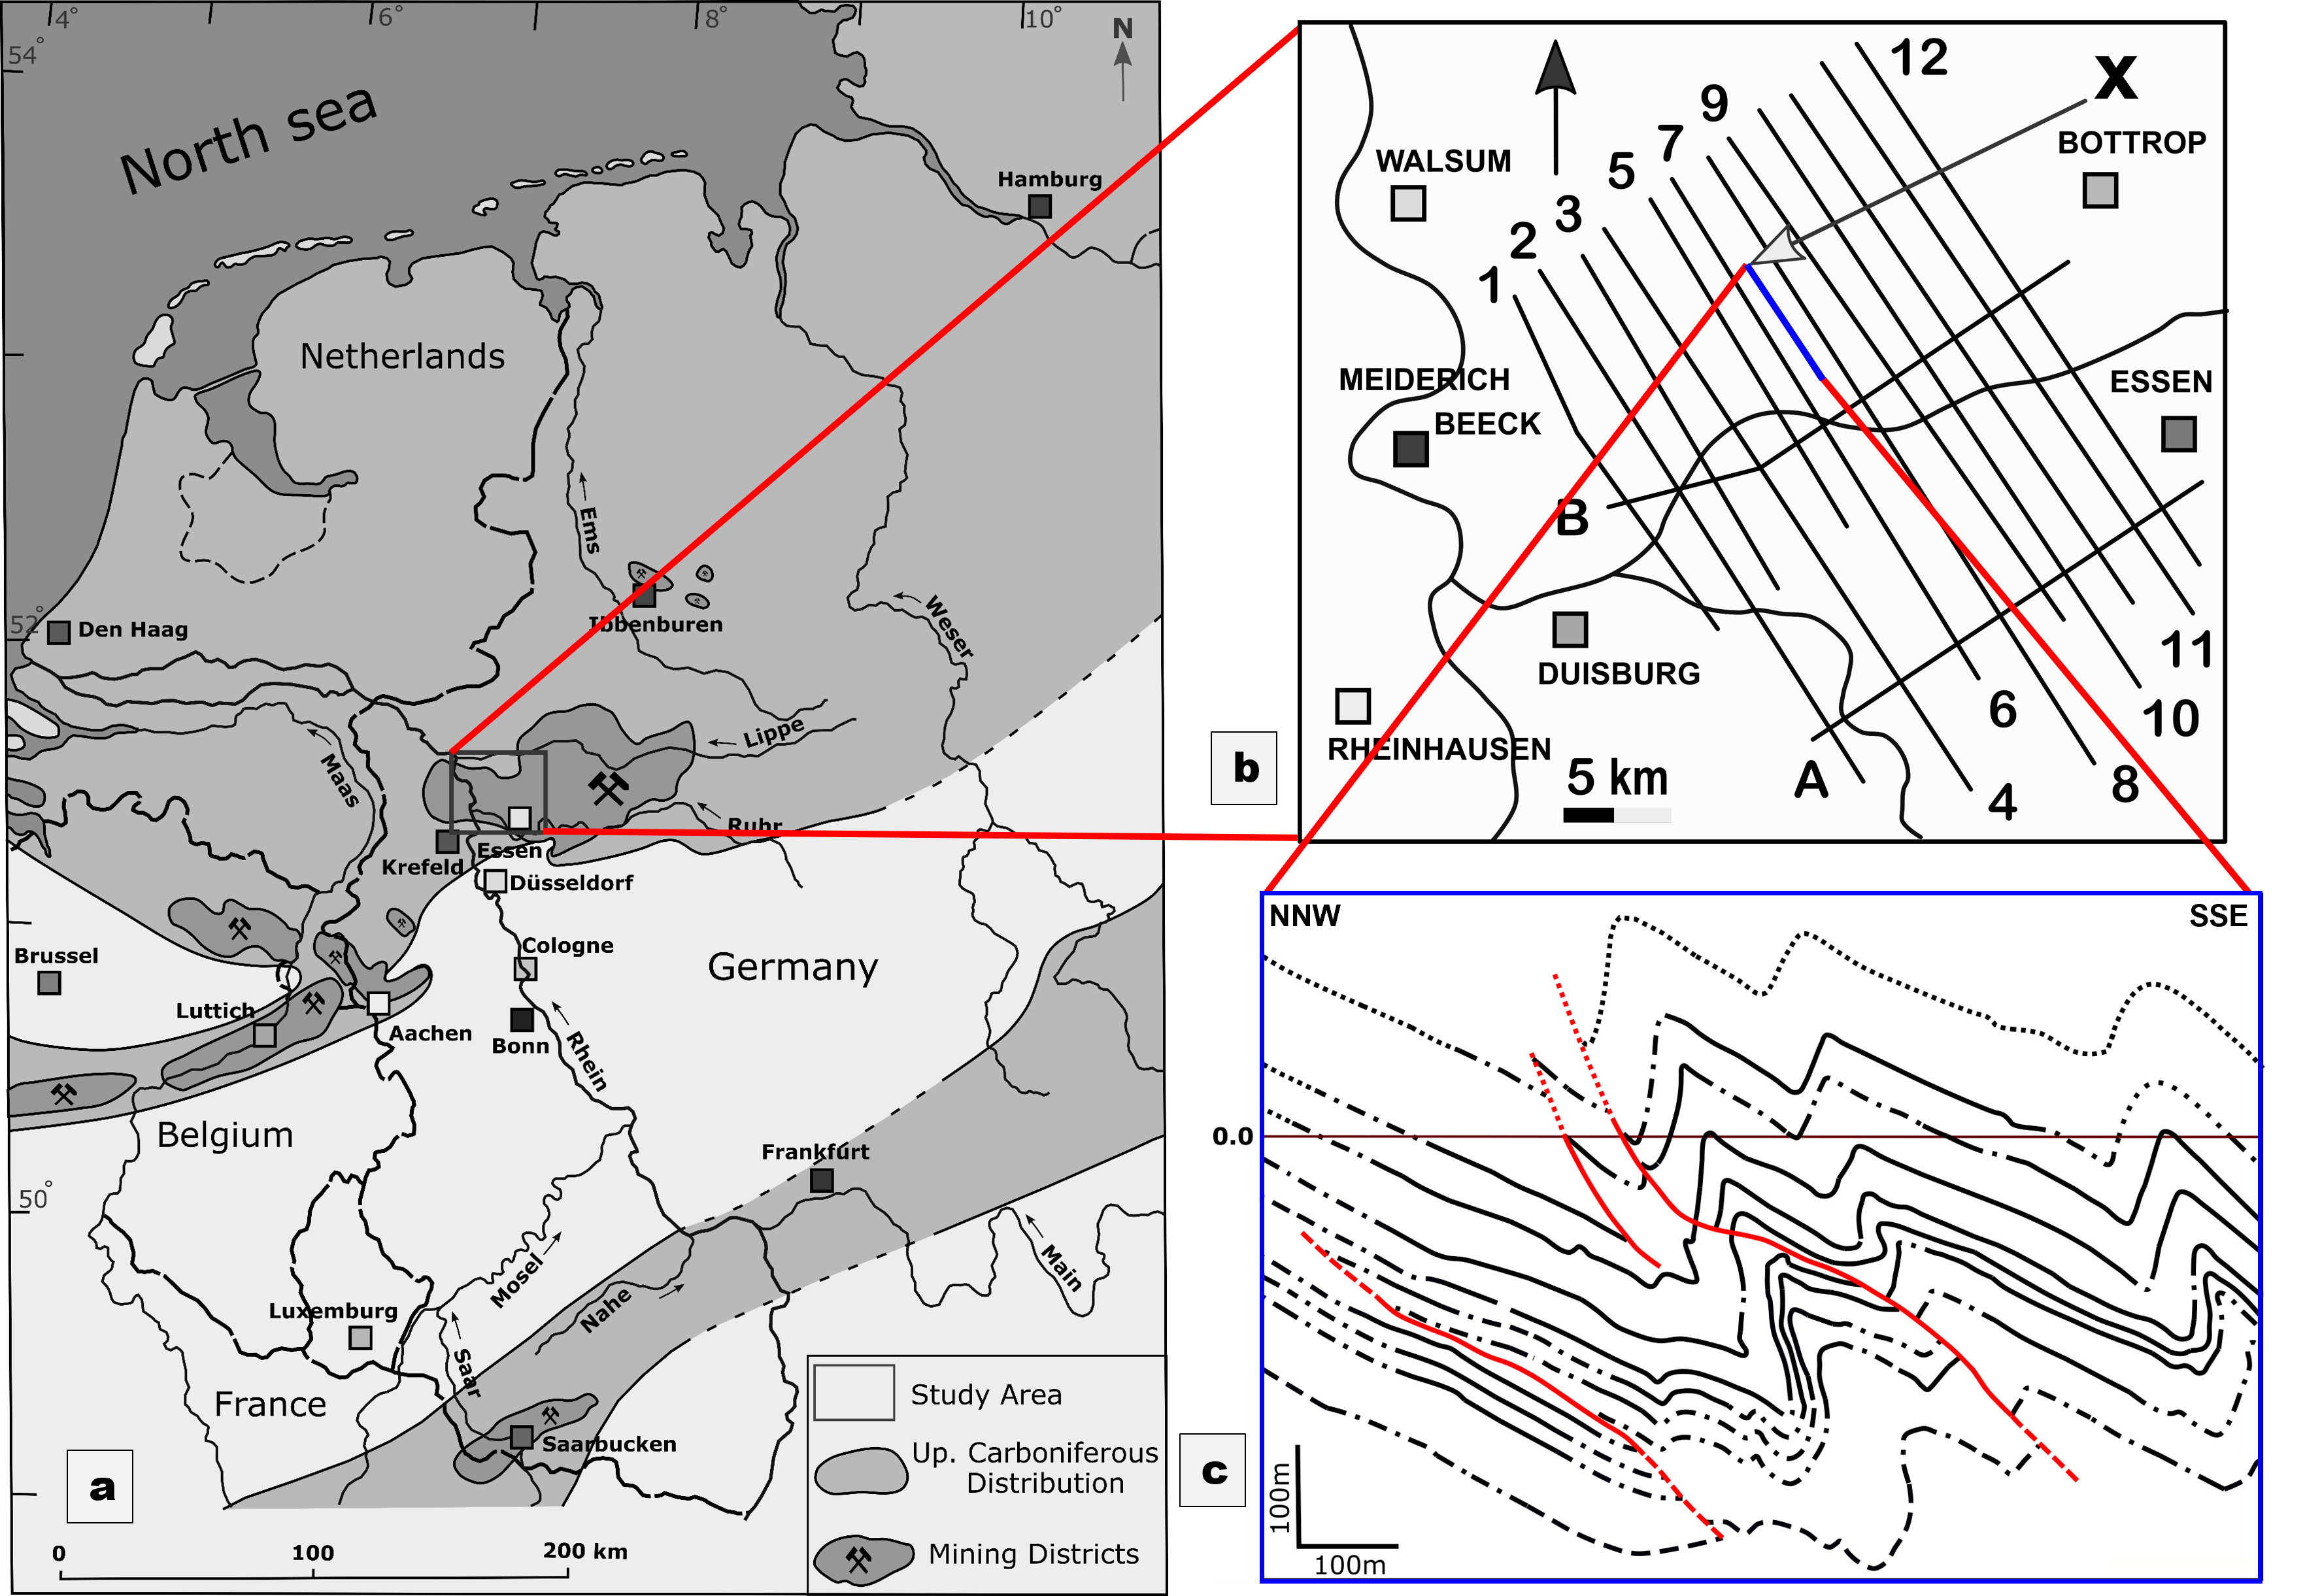 4°
6°
8°
10°
54°
N
North sea
Hamburg
Netherlands
Ems
Weser
52°
Den Haag
Ibbenburen
Lippe
Maas
Ruhr
Krefeld
Essen
Düsseldorf
Brussel
Cologne
Germany
Luttich
Aachen
Bonn
Rhein
Belgium
Frankfurt
50°
Mosel
Main
Luxemburg
Nahe
Saar
France
Saarbucken
Study Area
Up. Carboniferous
Distribution
Mining Districts
a
0
100
200 km
12
X
9
BOTTROP
7
WALSUM
5
3
2
1
MEIDERICH
ESSEN
BEECK
B
DUISBURG
11
6
10
RHEINHAUSEN
5 km
A
4
8
b
NNW
SSE
0.0
c
100m
100m